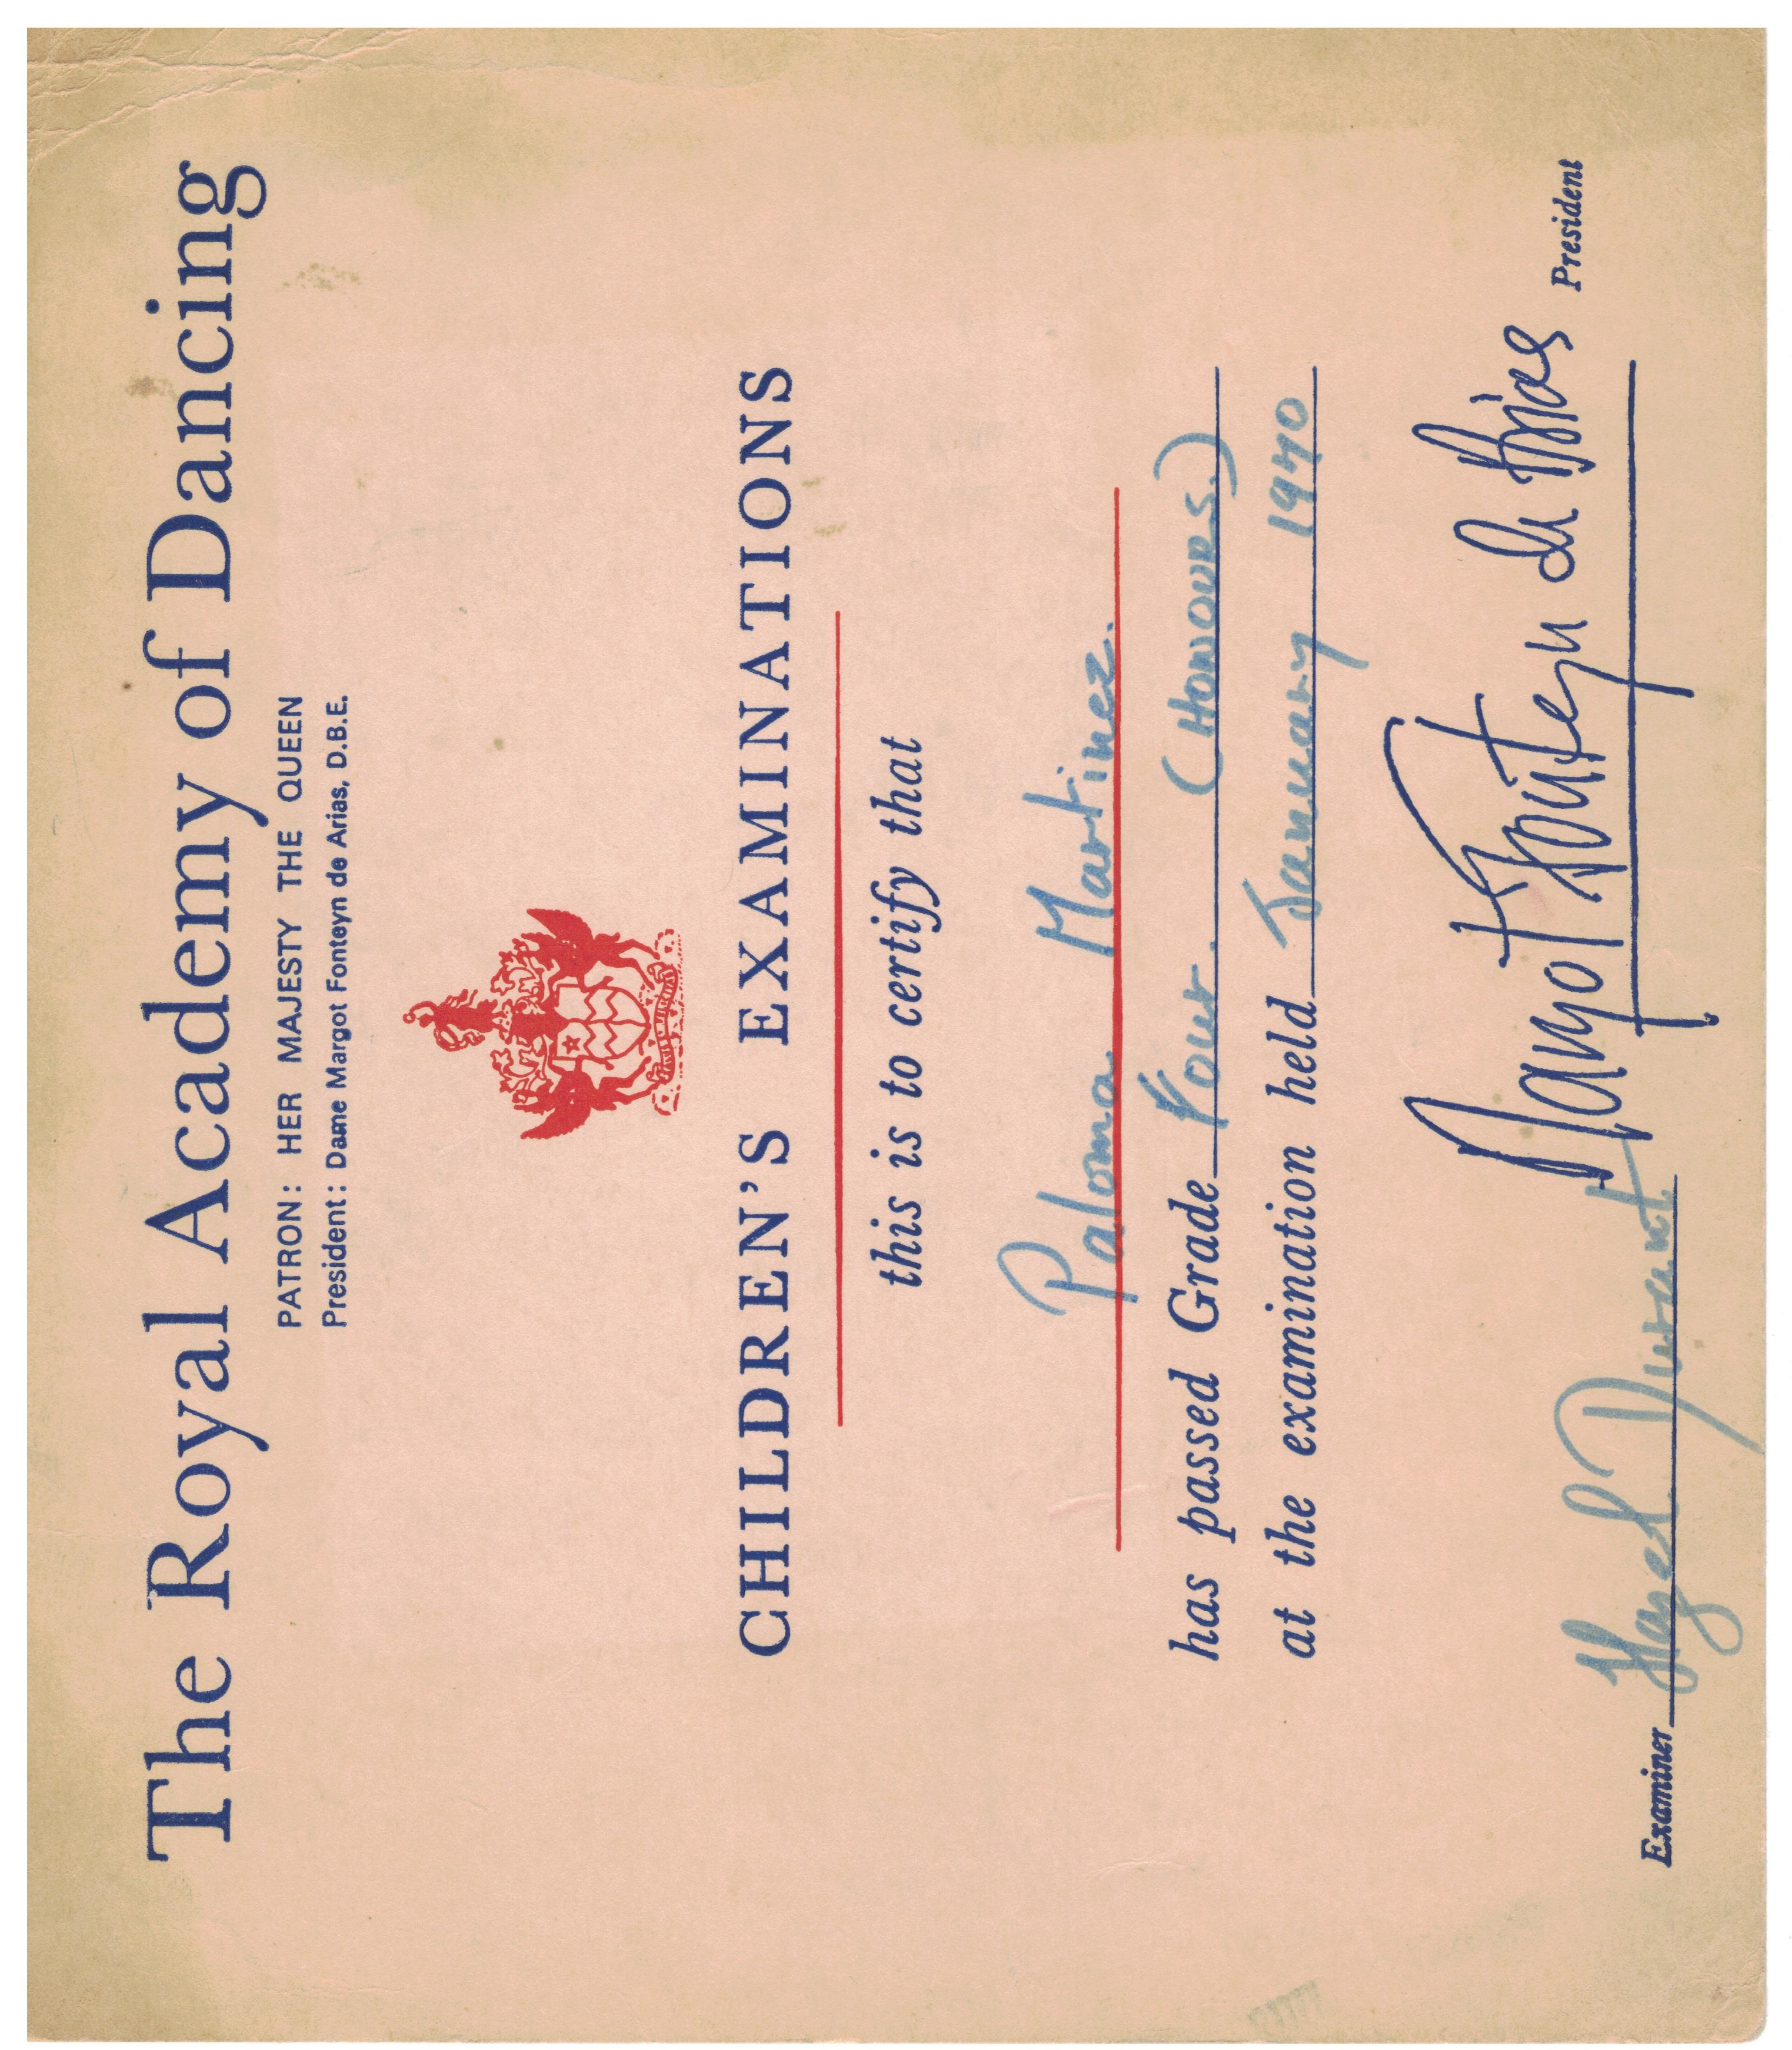 The Royal Academy of Dancing
PATRON: HER MAJESTY THE QUEEN
President: Dame Margot Fonteyn de Arias, D.B.E.
CHILDREN'S EXAMINATIONS
this is to certify that
Paloma Martinez.
has passed Grade Four. (HONOURS.)
at the examination held January 1970
Margot Fonteyn de Arias President
Examiner Hazel Durant